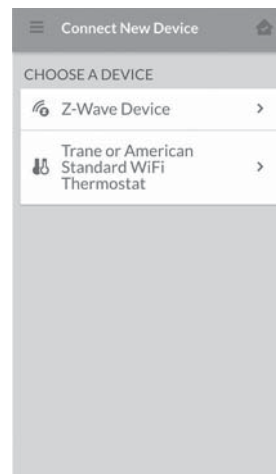 Connect New Device
CHOOSE A DEVICE
Z-Wave Device
Trane or American
Standard WiFi
Thermostat